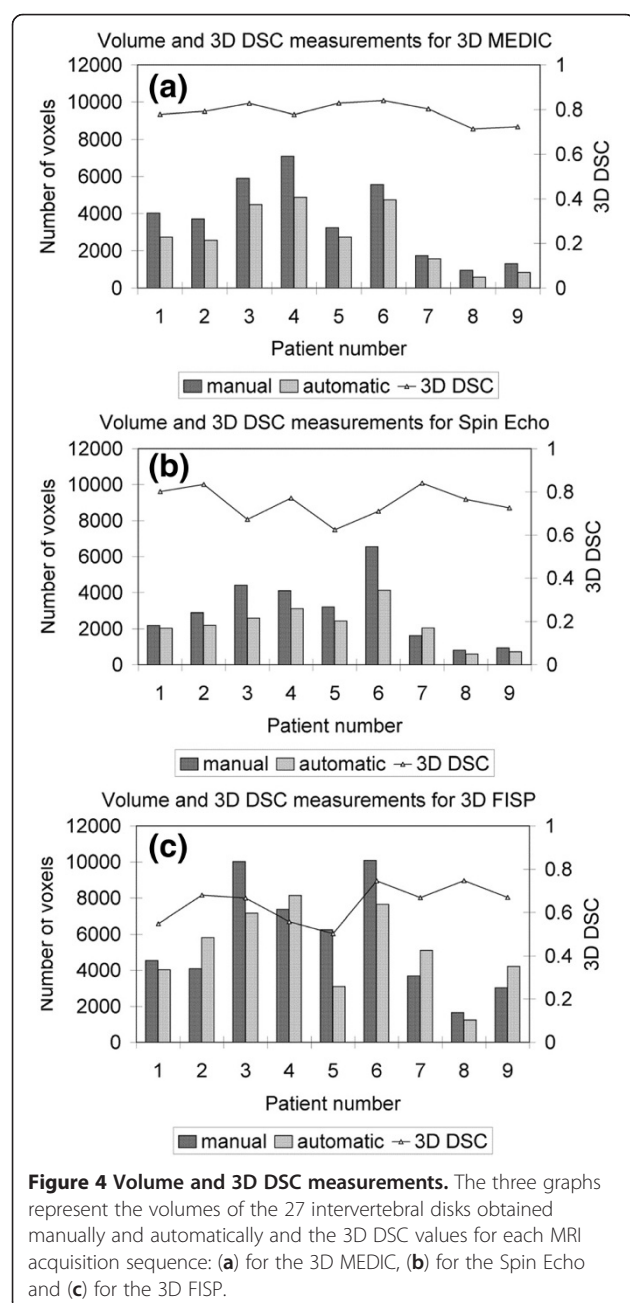 Volume and 3D DSC measurements for 3D MEDIC
(a)
12000
10000
8000
6000
4000
2000
0
Number of voxels
1
0.8
0.6
0.4
0.2
0
3D DSC
1 2 3 4 5 6 7 8 9
Patient number
manual automatic 3D DSC
Volume and 3D DSC measurements for Spin Echo
(b)
12000
10000
8000
6000
4000
2000
0
Number of voxels
1
0.8
0.6
0.4
0.2
0
3D DSC
1 2 3 4 5 6 7 8 9
Patient number
manual automatic 3D DSC
Volume and 3D DSC measurements for 3D FISP
(c)
12000
10000
8000
6000
4000
2000
0
Number of voxels
1
0.8
0.6
0.4
0.2
0
3D DSC
1 2 3 4 5 6 7 8 9
Patient number
manual automatic 3D DSC
Figure 4 Volume and 3D DSC measurements. The three graphs
represent the volumes of the 27 intervertebral disks obtained
manually and automatically and the 3D DSC values for each MRI
acquisition sequence: (a) for the 3D MEDIC, (b) for the Spin Echo
and (c) for the 3D FISP.